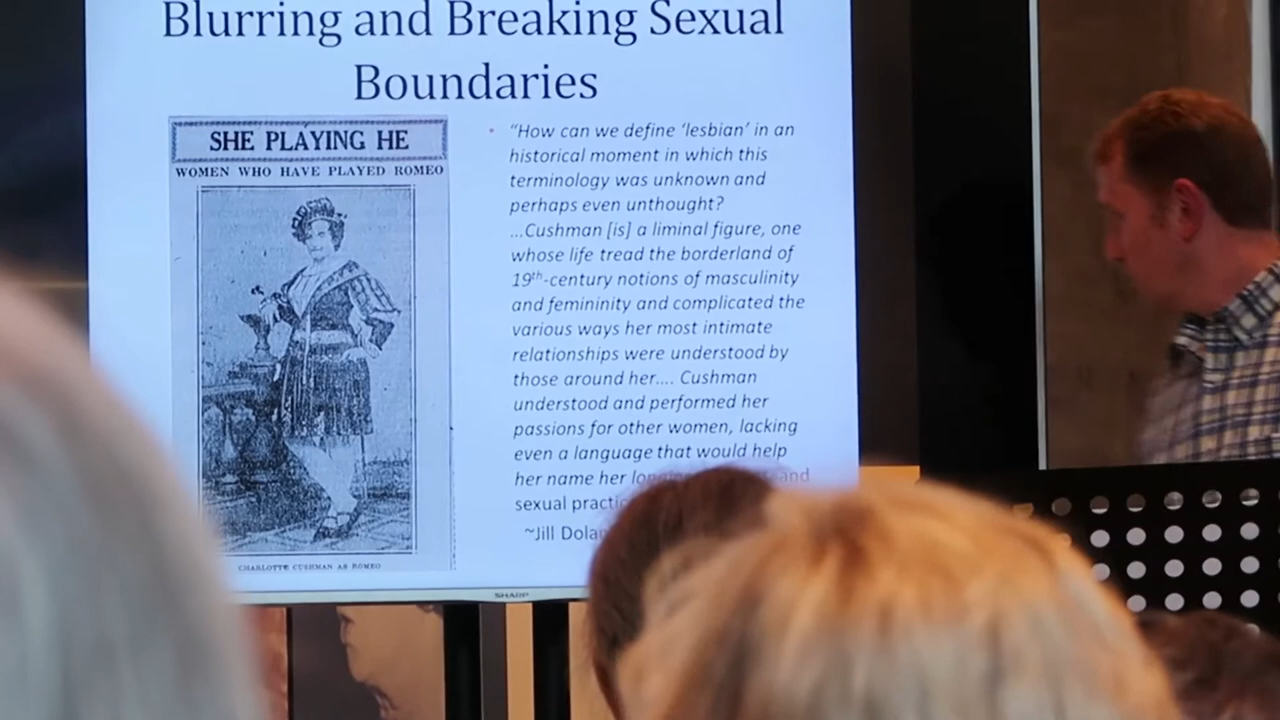 Blurring and Breaking Sexual
Boundaries
SHE PLAYING HE
WOMEN WHO HAVE PLAYED ROMEO
CHARLOTTE CUSHMAN AS ROMEO
• “How can we define ‘lesbian’ in an
historical moment in which this
terminology was unknown and
perhaps even unthought?
...Cushman [is] a liminal figure, one
whose life tread the borderland of
19th-century notions of masculinity
and femininity and complicated the
various ways her most intimate
relationships were understood by
those around her.... Cushman
understood and performed her
passions for other women, lacking
even a language that would help
her name her and
sexual
~Jill
SHARP